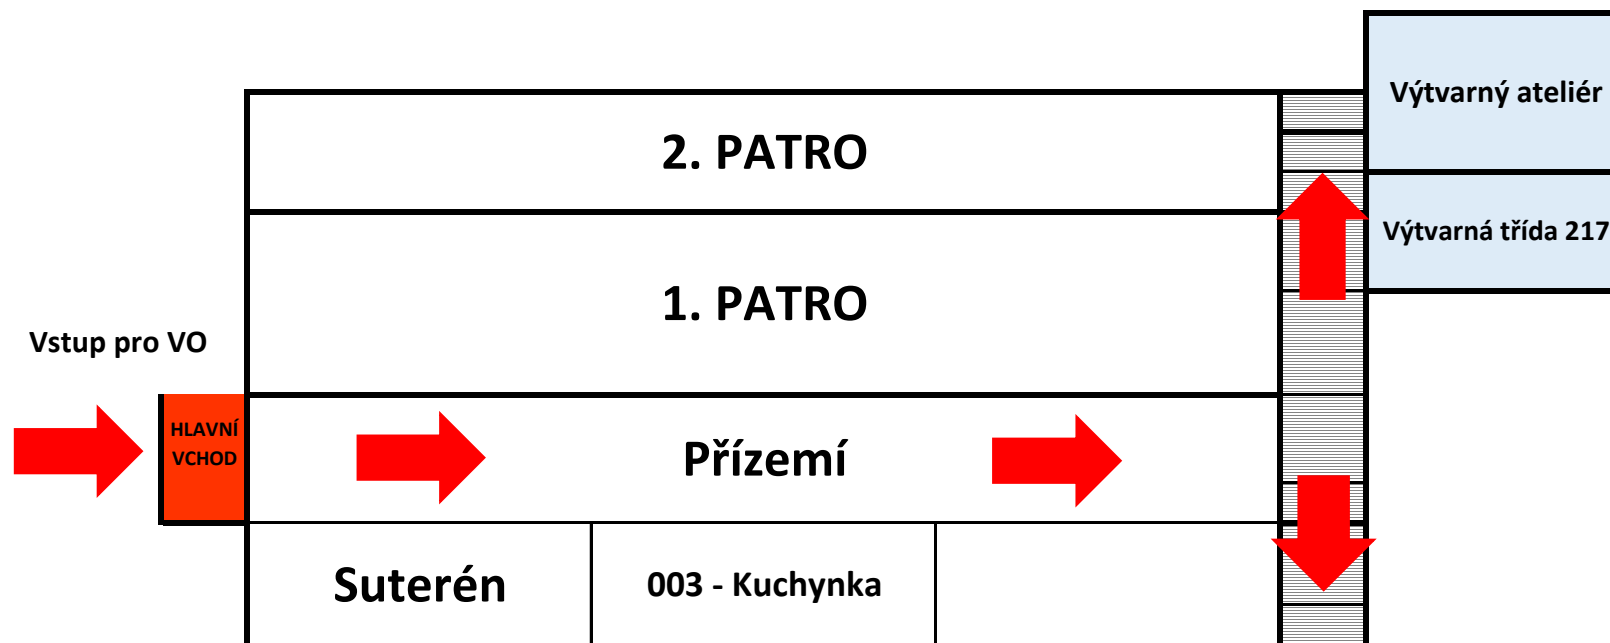 Výtvarný ateliér
2. PATRO
Výtvarná třída 217
1. PATRO
Vstup pro VO
HLAVNÍ
VCHOD
Přízemí
Suterén
003 - Kuchynka